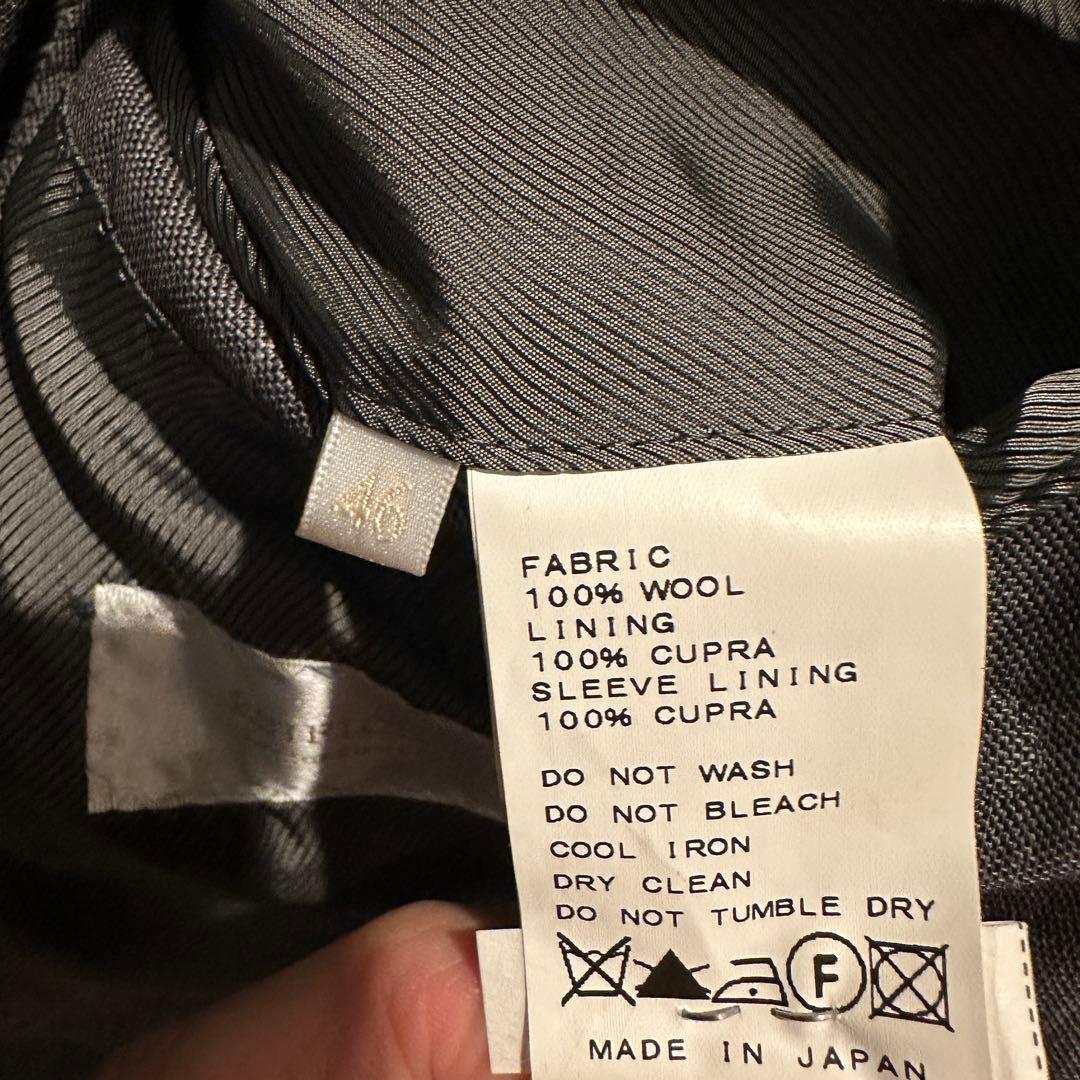 46
FABRIC
100% WOOL
LINING
100% CUPRA
SLEEVE LINING
100% CUPRA
DO NOT WASH
DO NOT BLEACH
COOL IRON
DRY CLEAN
DO NOT TUMBLE DRY
F
MADE IN JAPAN